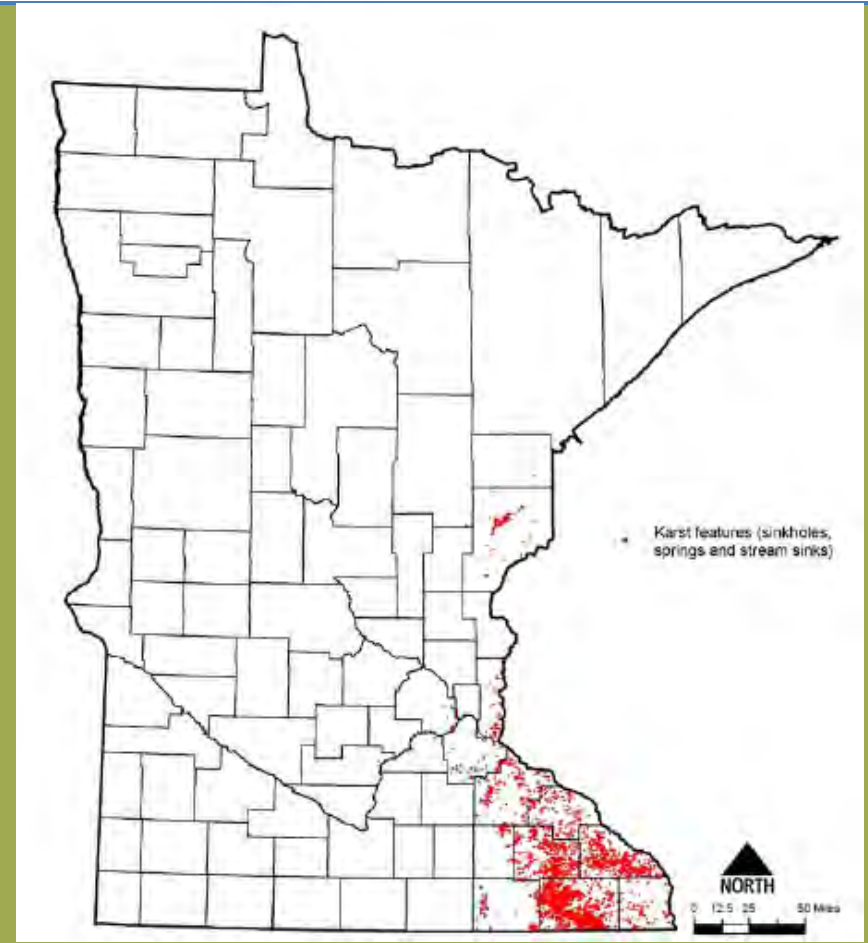 Karst features (sinkholes,
springs and stream sinks)
NORTH
0 12.5 25 50 Miles